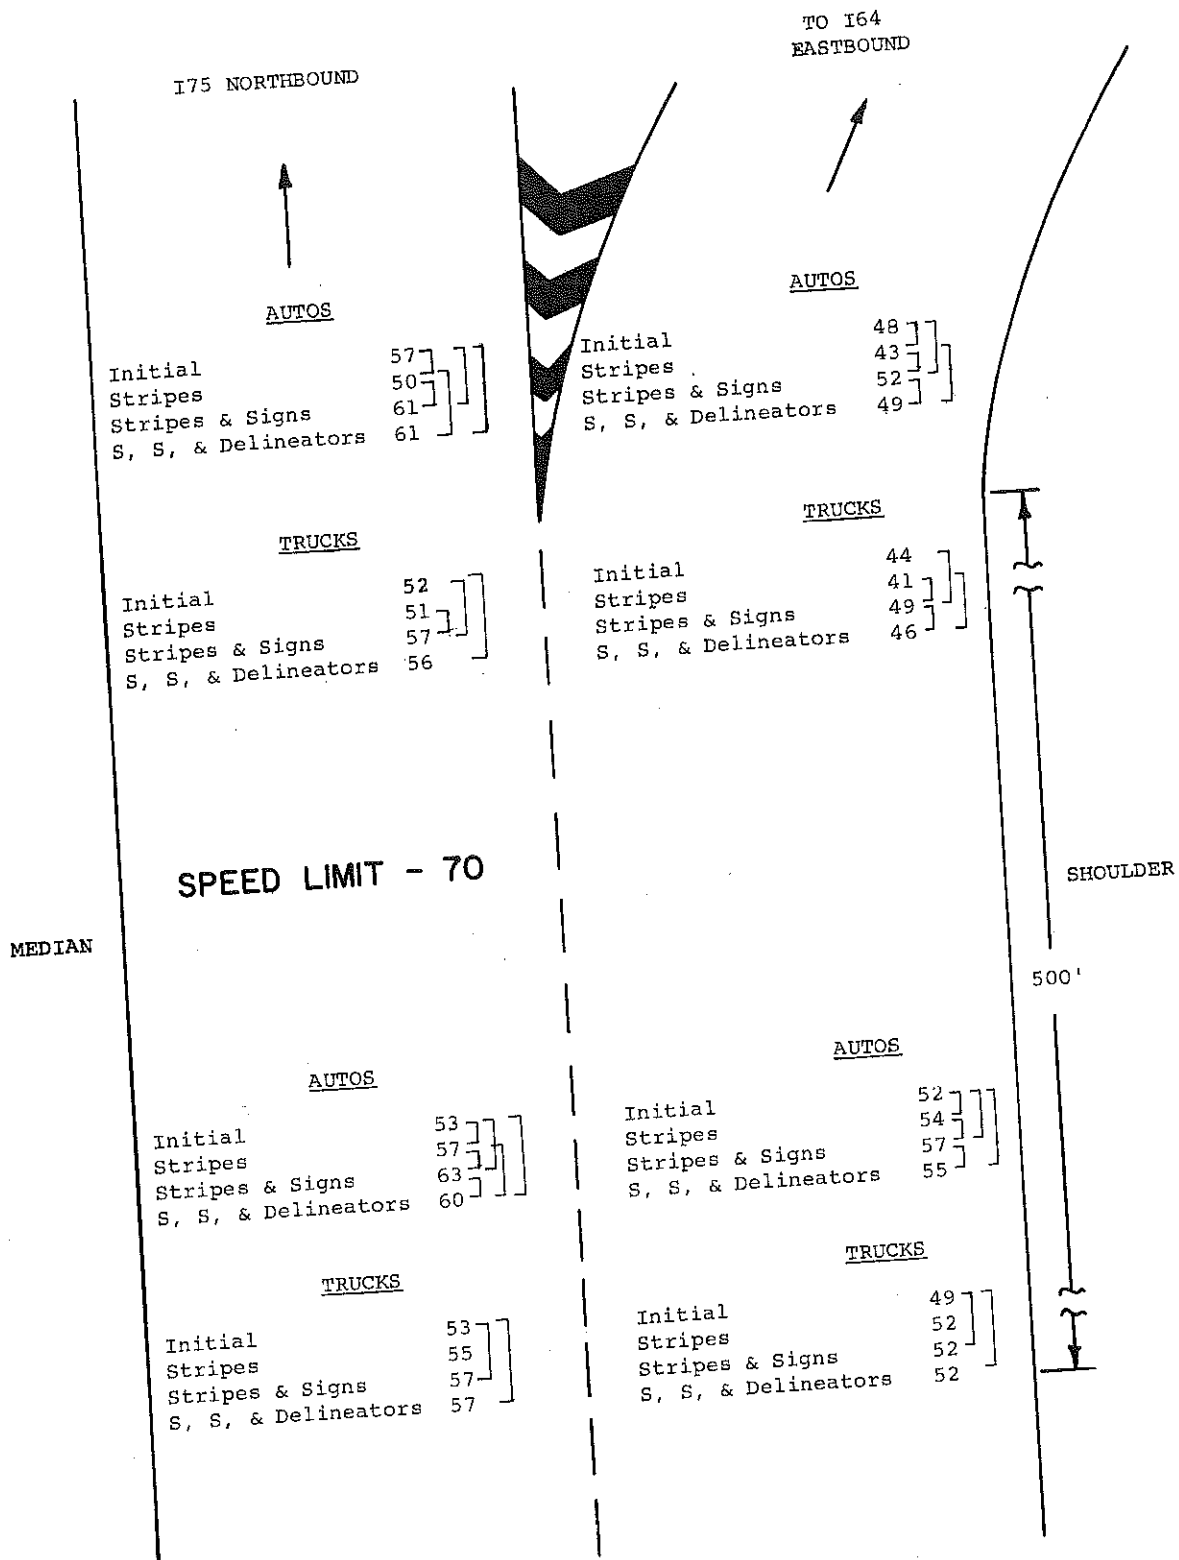 TO I64
EASTBOUND
I75 NORTHBOUND
AUTOS
Initial 57
Stripes 50
Stripes & Signs 61
S, S, & Delineators 61
AUTOS
Initial 48
Stripes 43
Stripes & Signs 52
S, S, & Delineators 49
TRUCKS
Initial 52
Stripes 51
Stripes & Signs 57
S, S, & Delineators 56
TRUCKS
Initial 44
Stripes 41
Stripes & Signs 49
S, S, & Delineators 46
SPEED LIMIT - 70
SHOULDER
MEDIAN
500'
AUTOS
Initial 53
Stripes 57
Stripes & Signs 63
S, S, & Delineators 60
AUTOS
Initial 52
Stripes 54
Stripes & Signs 57
S, S, & Delineators 55
TRUCKS
Initial 53
Stripes 55
Stripes & Signs 57
S, S, & Delineators 57
TRUCKS
Initial 49
Stripes 52
Stripes & Signs 52
S, S, & Delineators 52